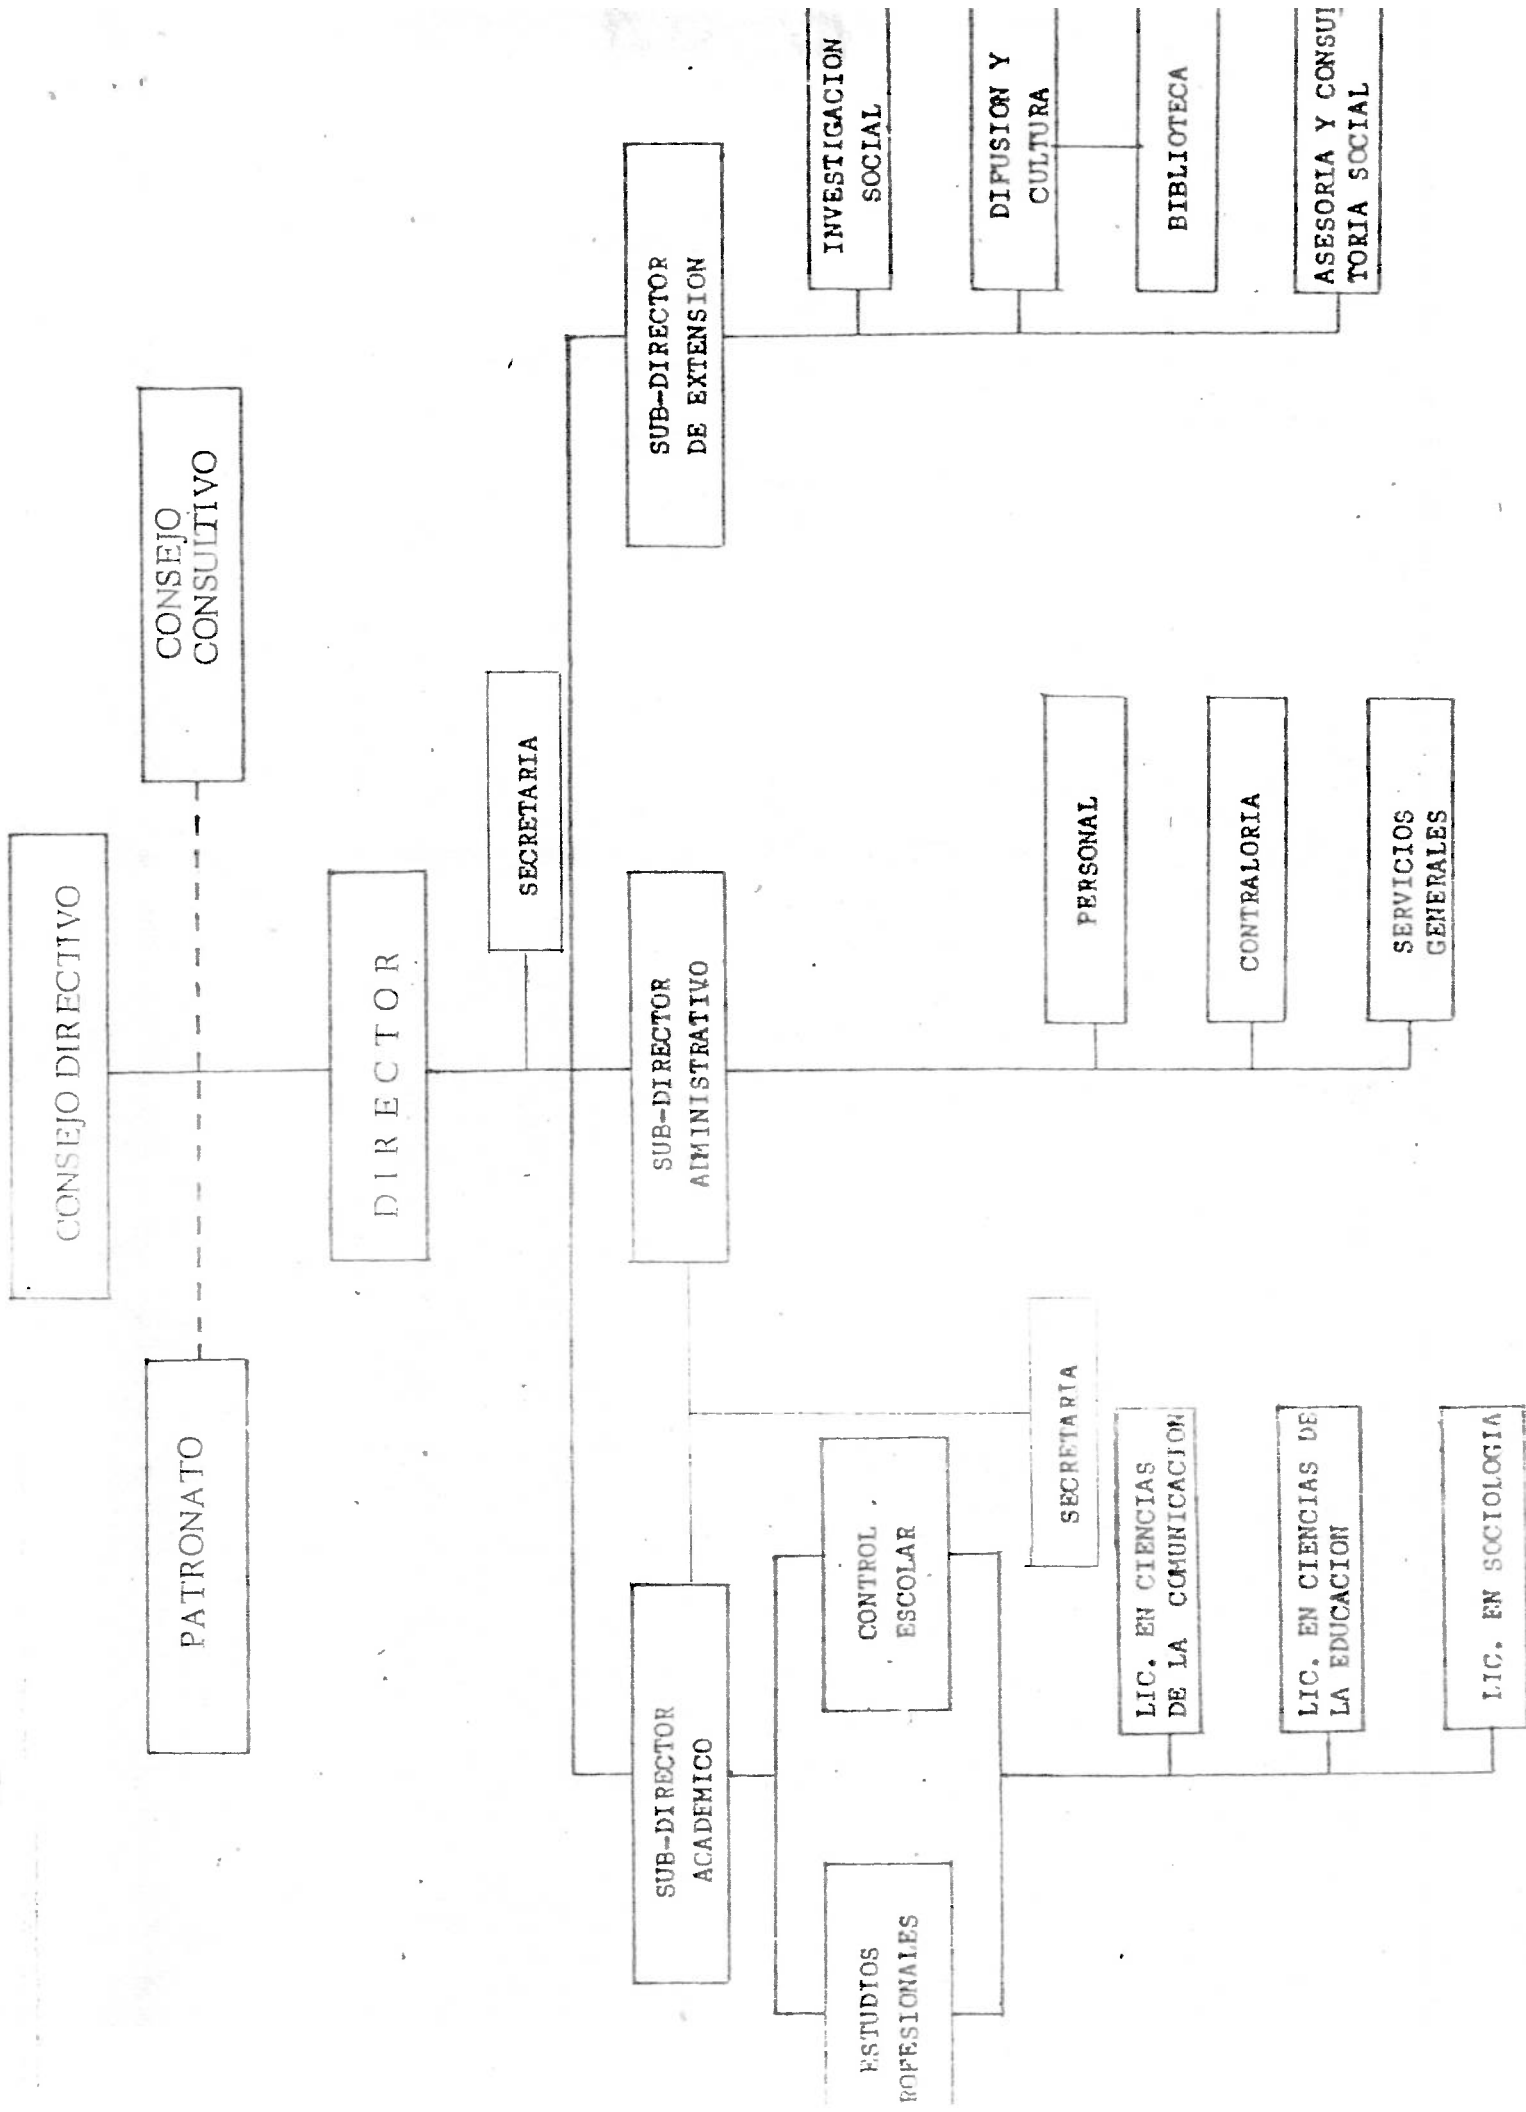 CONSEJO DIRECTIVO
PATRONATO
CONSEJO
CONSULTIVO
DIRECTOR
SECRETARIA
SUB-DIRECTOR
ACADEMICO
SUB-DIRECTOR
ADMINISTRATIVO
SUB-DIRECTOR
DE EXTENSION
ESTUDIOS
ROFESIONALES
CONTROL
ESCOLAR
SECRETARIA
LIC. EN CIENCIAS
DE LA COMUNICACION
LIC. EN CIENCIAS DE
LA EDUCACION
LIC. EN SOCIOLOGIA
PERSONAL
CONTRALORIA
SERVICIOS
GENERALES
INVESTIGACION
SOCIAL
DIFUSION Y
CULTURA
BIBLIOTECA
ASESORIA Y CONSUL
TORIA SOCIAL